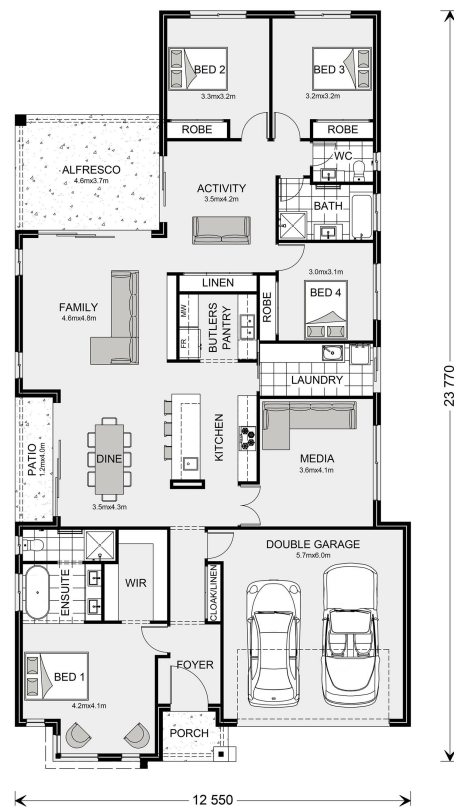 BED 2
3.3mx3.2m
BED 3
3.2mx3.2m
ROBE
ROBE
WC
ALFRESCO
4.6mx3.7m
ACTIVITY
3.5mx4.2m
BATH
LINEN
3.0mx3.1m
BED 4
ROBE
FAMILY
4.6mx4.8m
MW
FR
BUTLERS
PANTRY
LAUNDRY
KITCHEN
PATIO
1.2mx4.0m
DINE
3.5mx4.3m
MEDIA
3.6mx4.1m
DOUBLE GARAGE
5.7mx6.0m
ENSUITE
WIR
CLOAK/LINEN
FOYER
BED 1
4.2mx4.1m
PORCH
23 770
12 550